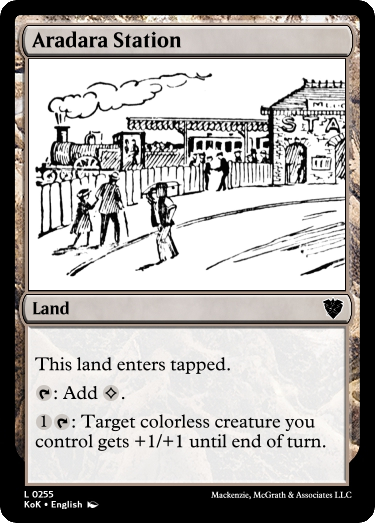 Aradara Station
STA
Land
This land enters tapped.
T: Add C.
1 T: Target colorless creature you
control gets +1/+1 until end of turn.
L 0255
KoK • English
Mackenzie, McGrath & Associates LLC